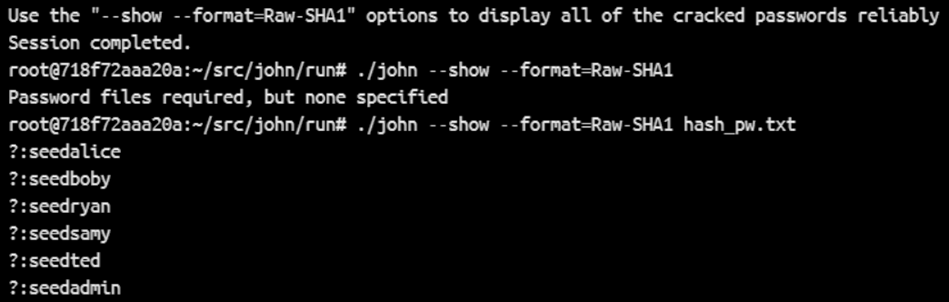 Use the "--show --format=Raw-SHA1" options to display all of the cracked passwords reliably
Session completed.
root@718f72aaa20a:~/src/john/run# ./john --show --format=Raw-SHA1
Password files required, but none specified
root@718f72aaa20a:~/src/john/run# ./john --show --format=Raw-SHA1 hash_pw.txt
?:seedalice
?:seedboby
?:seedryan
?:seedsamy
?:seedted
?:seedadmin